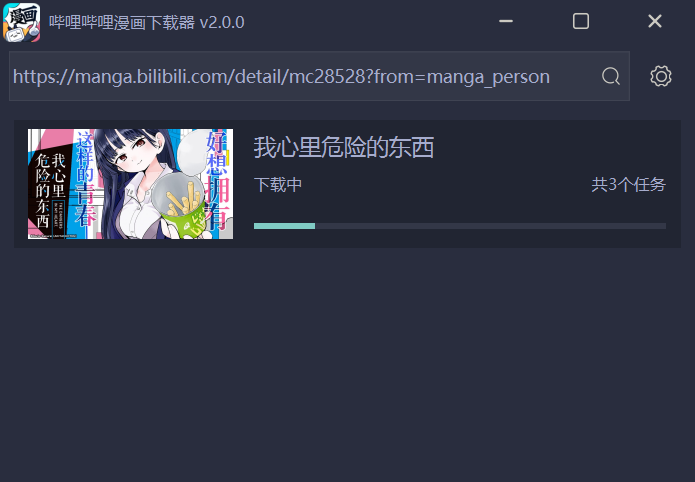 漫画
哔哩哔哩漫画下载器 v2.0.0
https://manga.bilibili.com/detail/mc28528?from=manga_person
我心里
危险的东西
这样的青春
好想拥有
我心里危险的东西
下载中
共3个任务